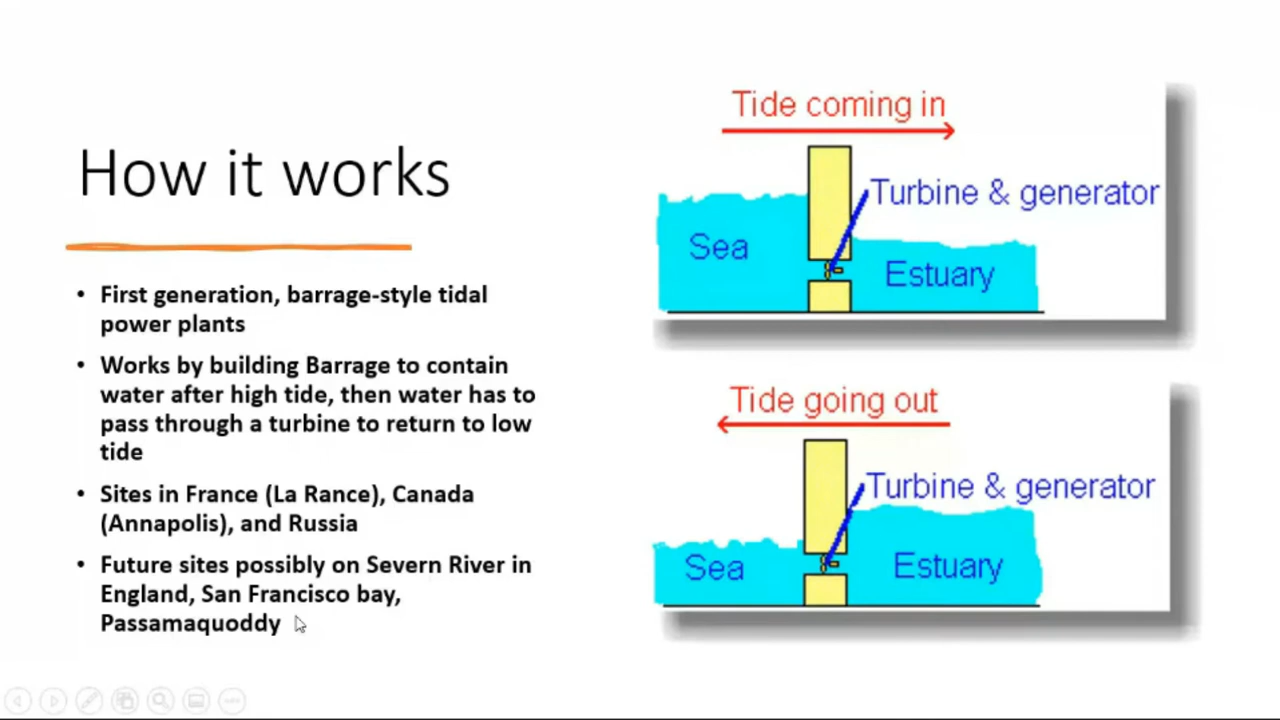 How it works
• First generation, barrage-style tidal
power plants
• Works by building Barrage to contain
water after high tide, then water has to
pass through a turbine to return to low
tide
• Sites in France (La Rance), Canada
(Annapolis), and Russia
• Future sites possibly on Severn River in
England, San Francisco bay,
Passamaquoddy
Tide coming in
Turbine & generator
Sea
Estuary
Tide going out
Turbine & generator
Sea
Estuary